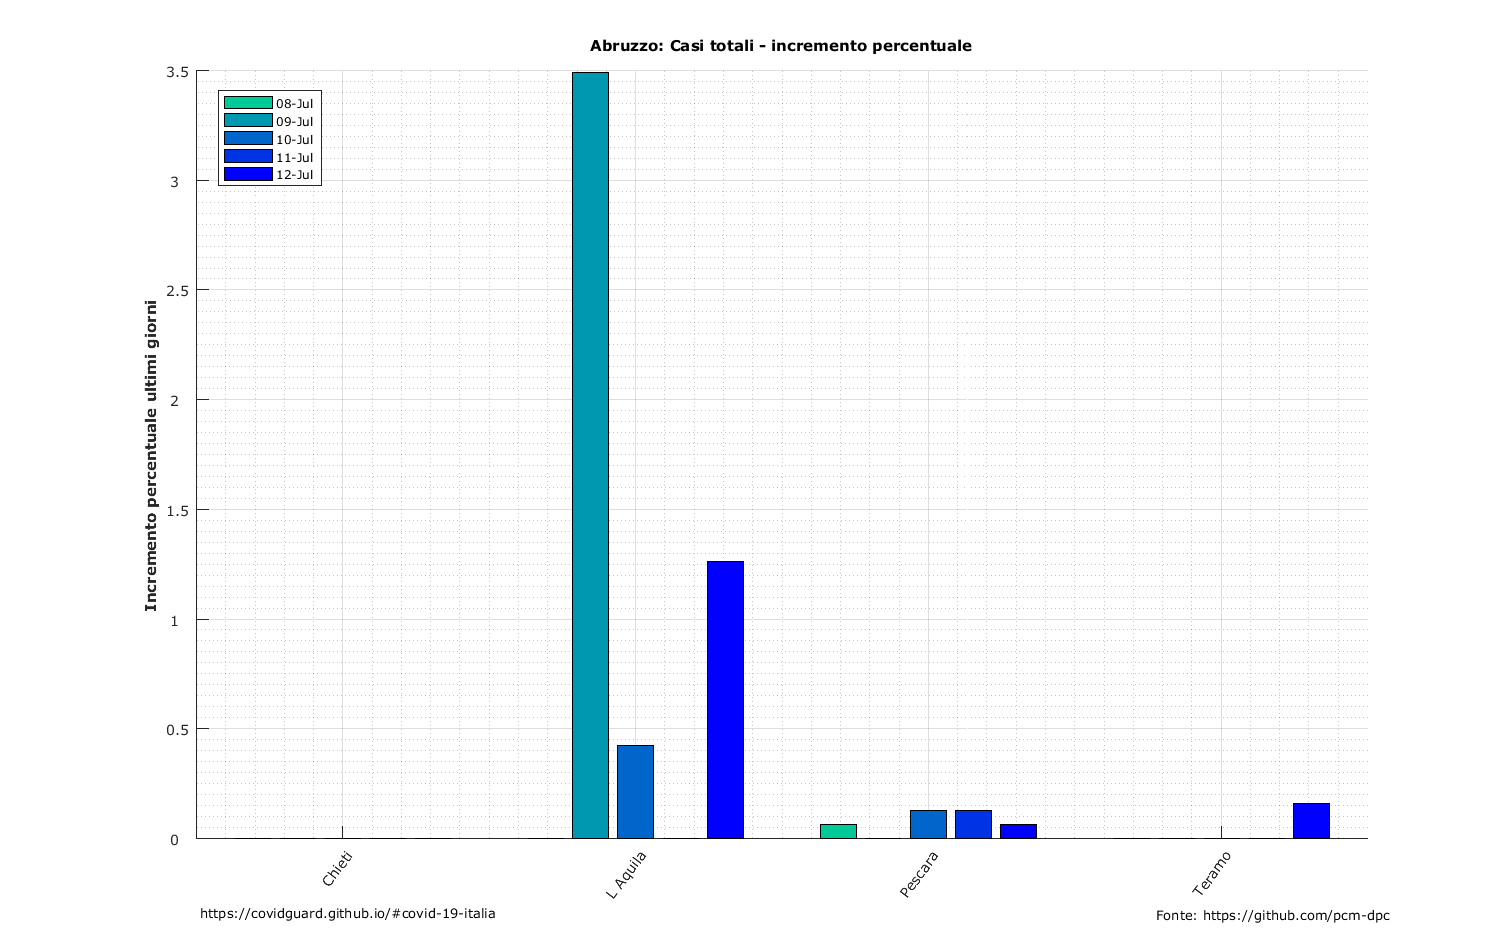 Abruzzo: Casi totali - incremento percentuale
3.5
3
2.5
2
1.5
1
0.5
0
Incremento percentuale ultimi giorni
08-Jul
09-Jul
10-Jul
11-Jul
12-Jul
Chieti
L Aquila
Pescara
Teramo
https://covidguard.github.io/#covid-19-italia
Fonte: https://github.com/pcm-dpc